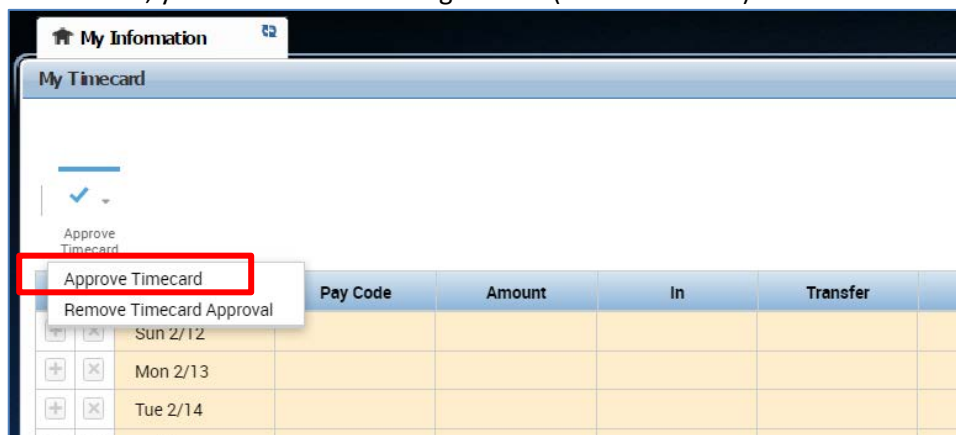 My Information
My Timecard
Approve
Timecard
Approve Timecard
Remove Timecard Approval
Pay Code Amount In Transfer
Sun 2/12
Mon 2/13
Tue 2/14